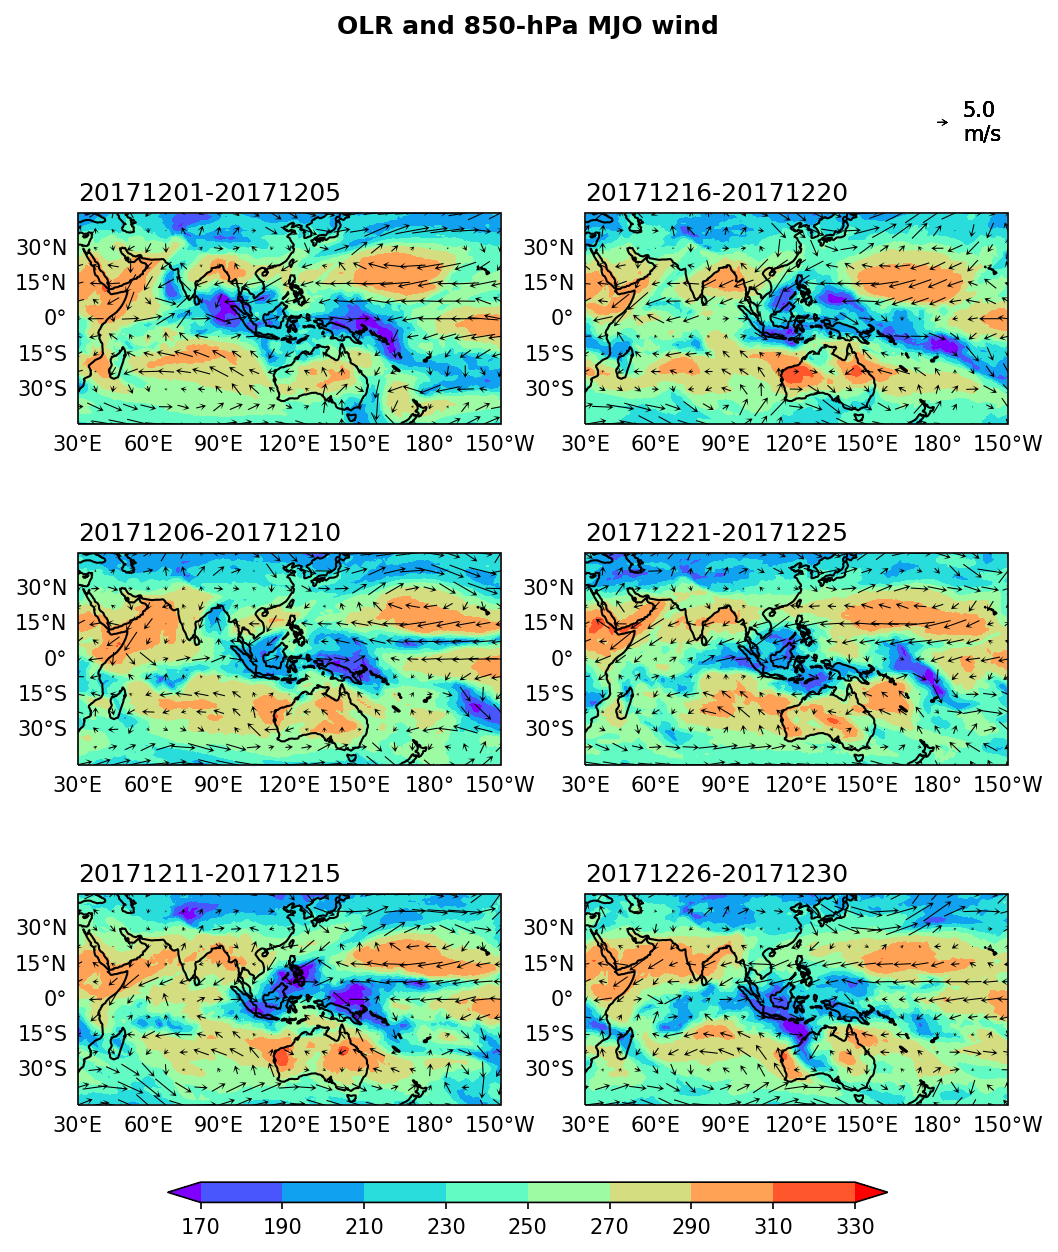 OLR and 850-hPa MJO wind
5.0
m/s
20171201-20171205
30°N
15°N
0°
15°S
30°S
30°E 60°E 90°E 120°E 150°E 180° 150°W
20171216-20171220
30°N
15°N
0°
15°S
30°S
30°E 60°E 90°E 120°E 150°E 180° 150°W
20171206-20171210
30°N
15°N
0°
15°S
30°S
30°E 60°E 90°E 120°E 150°E 180° 150°W
20171221-20171225
30°N
15°N
0°
15°S
30°S
30°E 60°E 90°E 120°E 150°E 180° 150°W
20171211-20171215
30°N
15°N
0°
15°S
30°S
30°E 60°E 90°E 120°E 150°E 180° 150°W
20171226-20171230
30°N
15°N
0°
15°S
30°S
30°E 60°E 90°E 120°E 150°E 180° 150°W
170 190 210 230 250 270 290 310 330